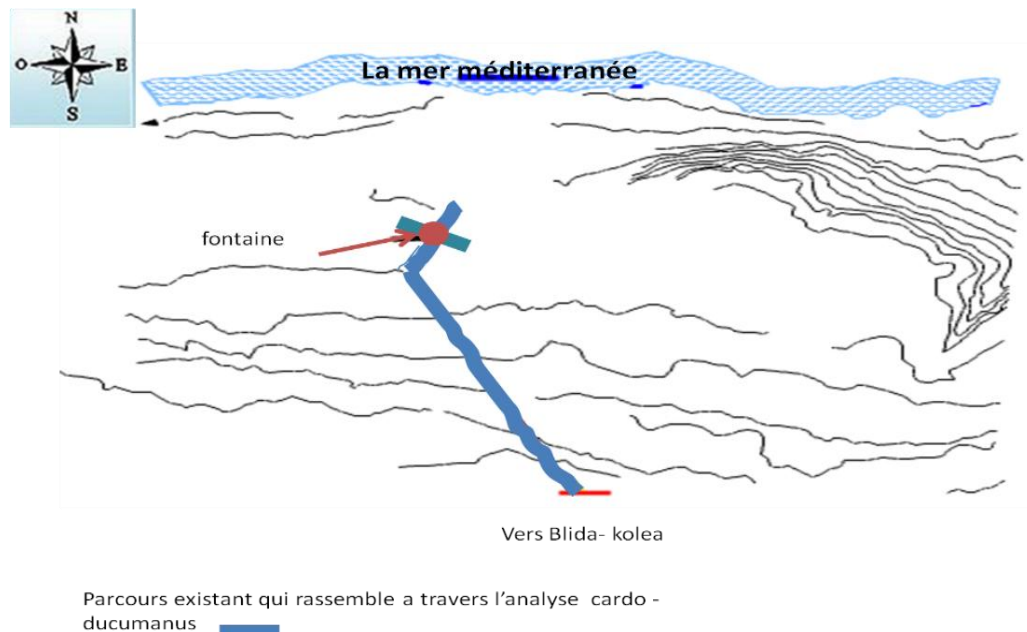 N
O E
S
La mer méditerranée
fontaine
Vers Blida- kolea
Parcours existant qui rassemble a travers l’analyse cardo -
ducumanus